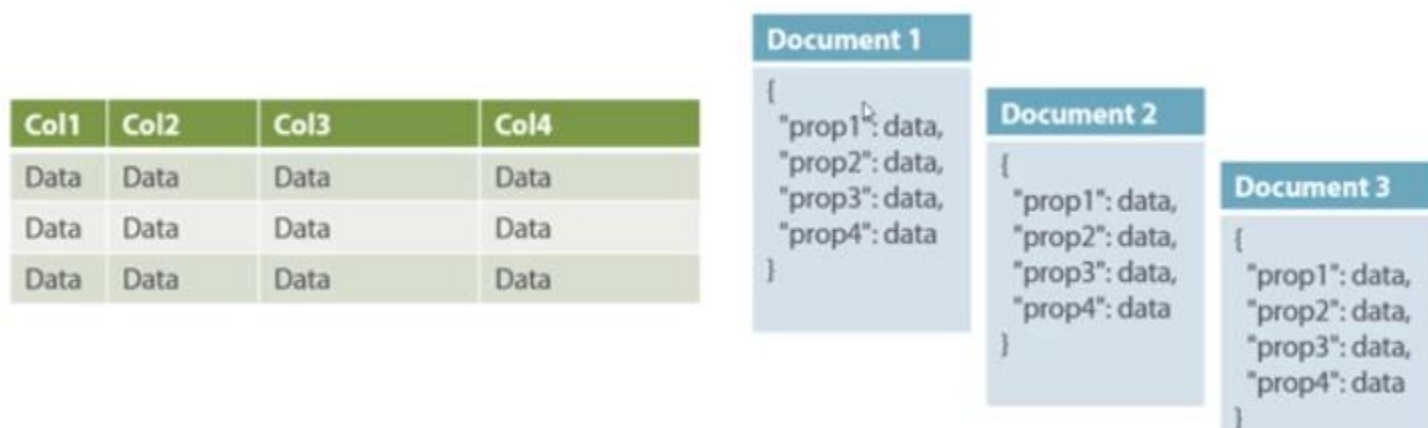 Col1 Col2 Col3 Col4
Data Data Data Data
Data Data Data Data
Data Data Data Data
Document 1
{
"prop1": data,
"prop2": data,
"prop3": data,
"prop4": data
}
Document 2
{
"prop1": data,
"prop2": data,
"prop3": data,
"prop4": data
}
Document 3
{
"prop1": data,
"prop2": data,
"prop3": data,
"prop4": data
}